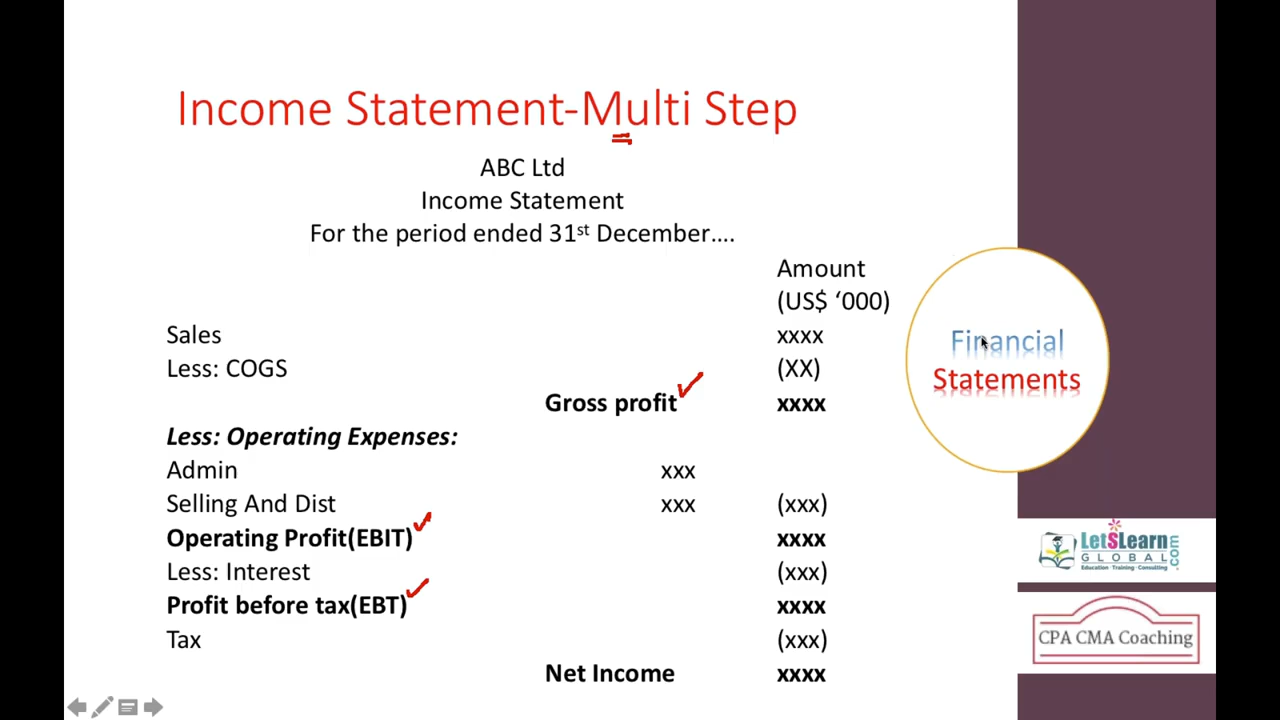 Income Statement-Multi Step
ABC Ltd
Income Statement
For the period ended 31st December....
Amount
(US$ ‘000)
Sales xxxx
Less: COGS (XX)
Gross profit xxxx
Less: Operating Expenses:
Admin xxx
Selling And Dist xxx (xxx)
Operating Profit(EBIT) xxxx
Less: Interest (xxx)
Profit before tax(EBT) xxxx
Tax (xxx)
Net Income xxxx
Financial
Statements
LetSLearn
GLOBAL
.com
Education · Training · Consulting
CPA CMA Coaching